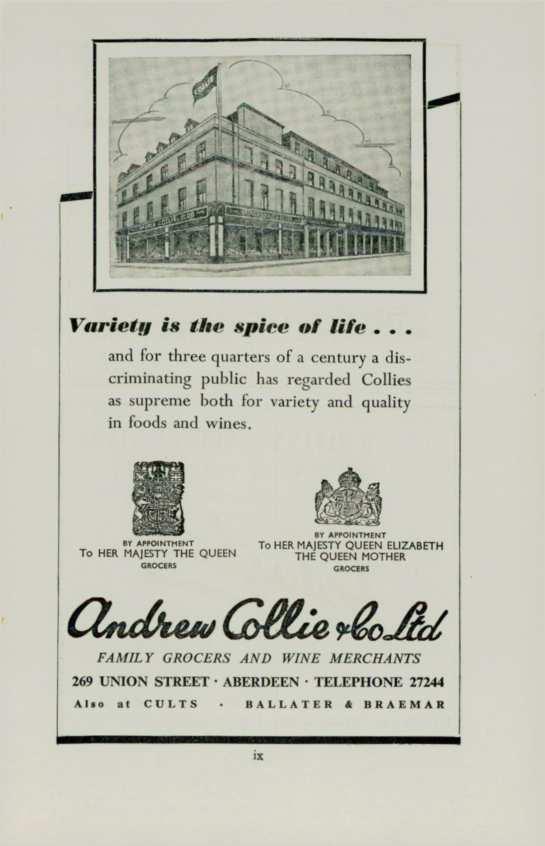 COLLIE
Variety is the spice of life . . .
and for three quarters of a century a dis-
criminating public has regarded Collies
as supreme both for variety and quality
in foods and wines.
BY APPOINTMENT
To HER MAJESTY THE QUEEN
GROCERS
BY APPOINTMENT
To HER MAJESTY QUEEN ELIZABETH
THE QUEEN MOTHER
GROCERS
Andrew Collie & Co Ltd
FAMILY GROCERS AND WINE MERCHANTS
269 UNION STREET · ABERDEEN · TELEPHONE 27244
Also at CULTS · BALLATER & BRAEMAR
ix